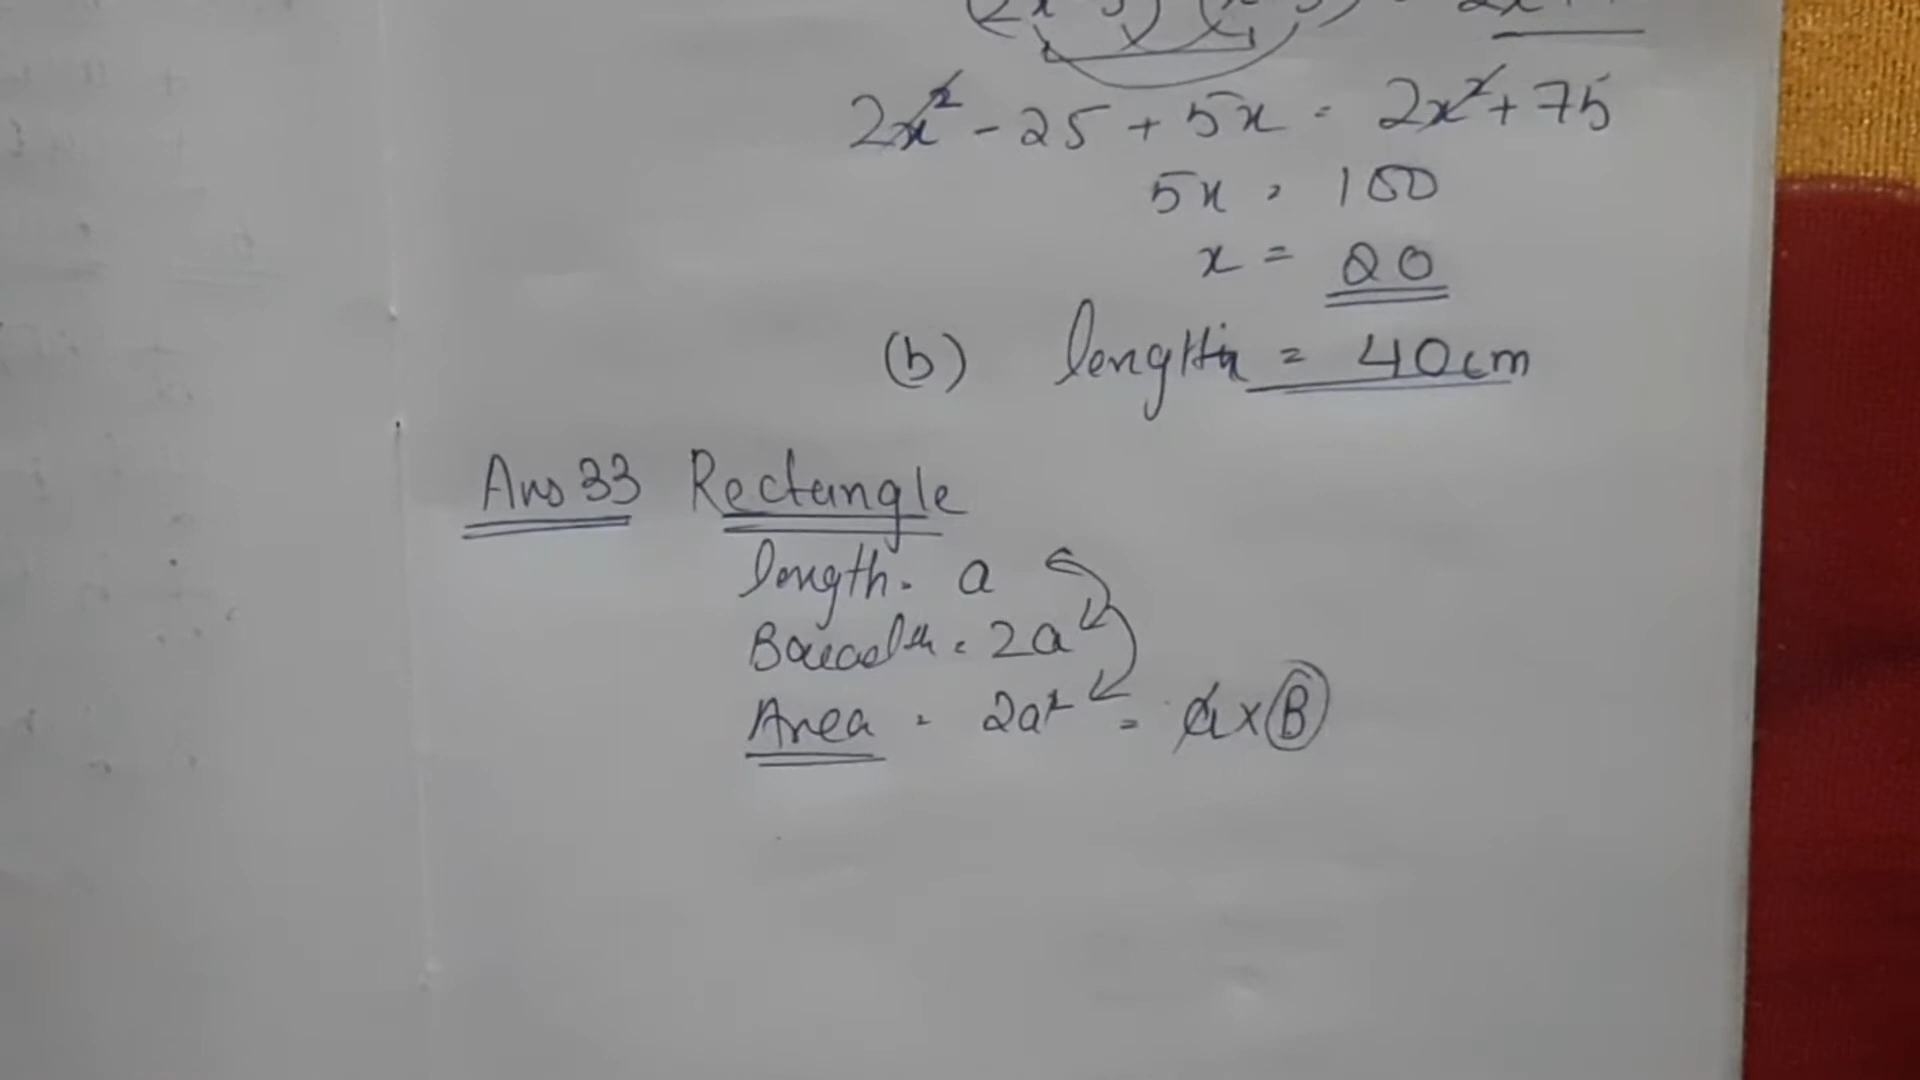 2x² - 25 + 5x = 2x² + 75
5x = 100
x = 20
(b) length = 40cm
Ans 33 Rectangle
length = a
Breadth = 2a
Area = 2a² = a × B